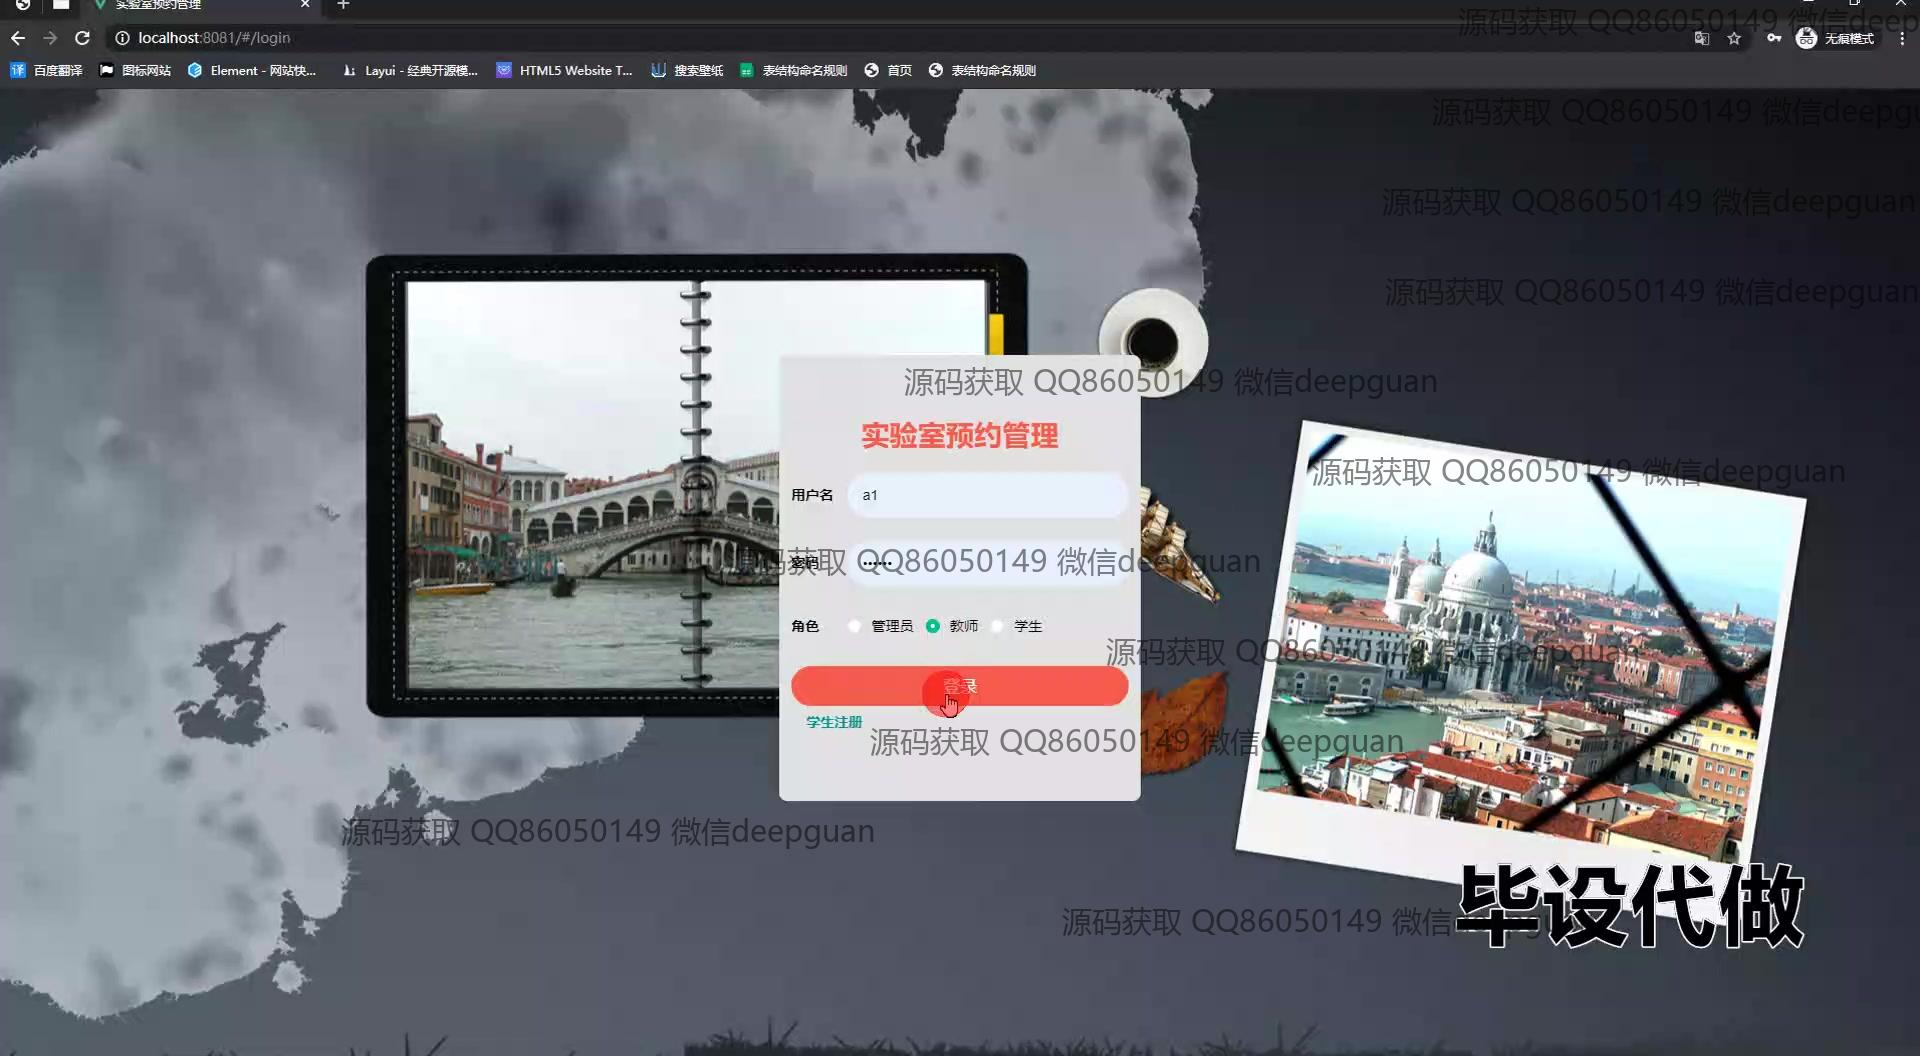 实验室预约管理
localhost:8081/#/login
无痕模式
百度翻译 图标网站 Element - 网站快... Layui - 经典开源模... HTML5 Website T... 搜索壁纸 表结构命名规则 首页 表结构命名规则
源码获取 QQ86050149 微信deepg
源码获取 QQ86050149 微信deepgu
源码获取 QQ86050149 微信deepguan
源码获取 QQ86050149 微信deepguan
源码获取 QQ86050149 微信deepguan
实验室预约管理
源码获取 QQ86050149 微信deepguan
用户名 a1
密码 ••••••
源码获取 QQ86050149 微信deepguan
角色 管理员 教师 学生
源码获取 QQ86050149 微信deepguan
登录
学生注册
源码获取 QQ86050149 微信deepguan
源码获取 QQ86050149 微信deepguan
源码获取 QQ86050149 微信
毕设代做